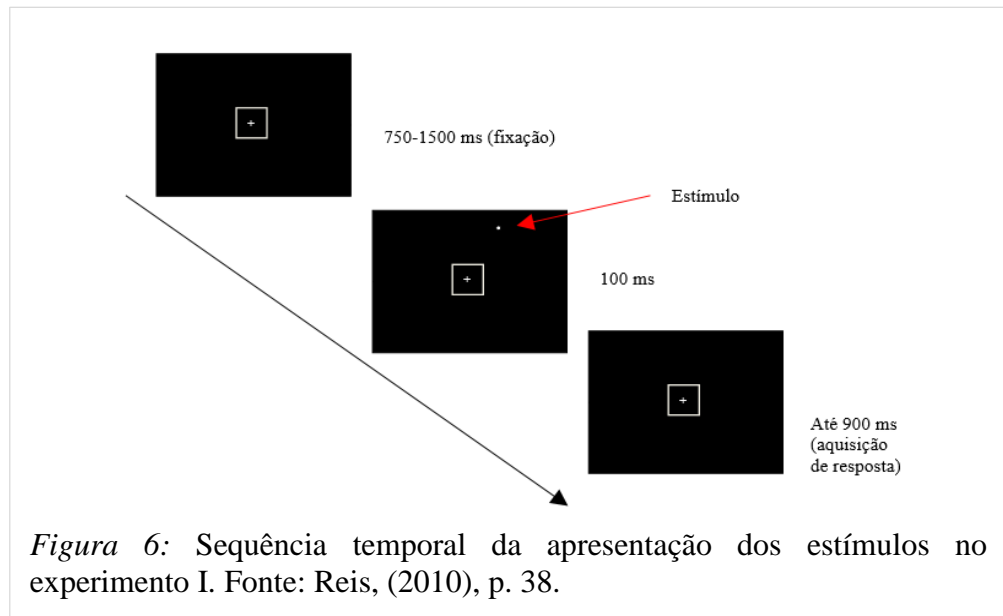 750-1500 ms (fixação)
Estímulo
100 ms
Até 900 ms
(aquisição
de resposta)
Figura 6: Sequência temporal da apresentação dos estímulos no
experimento I. Fonte: Reis, (2010), p. 38.